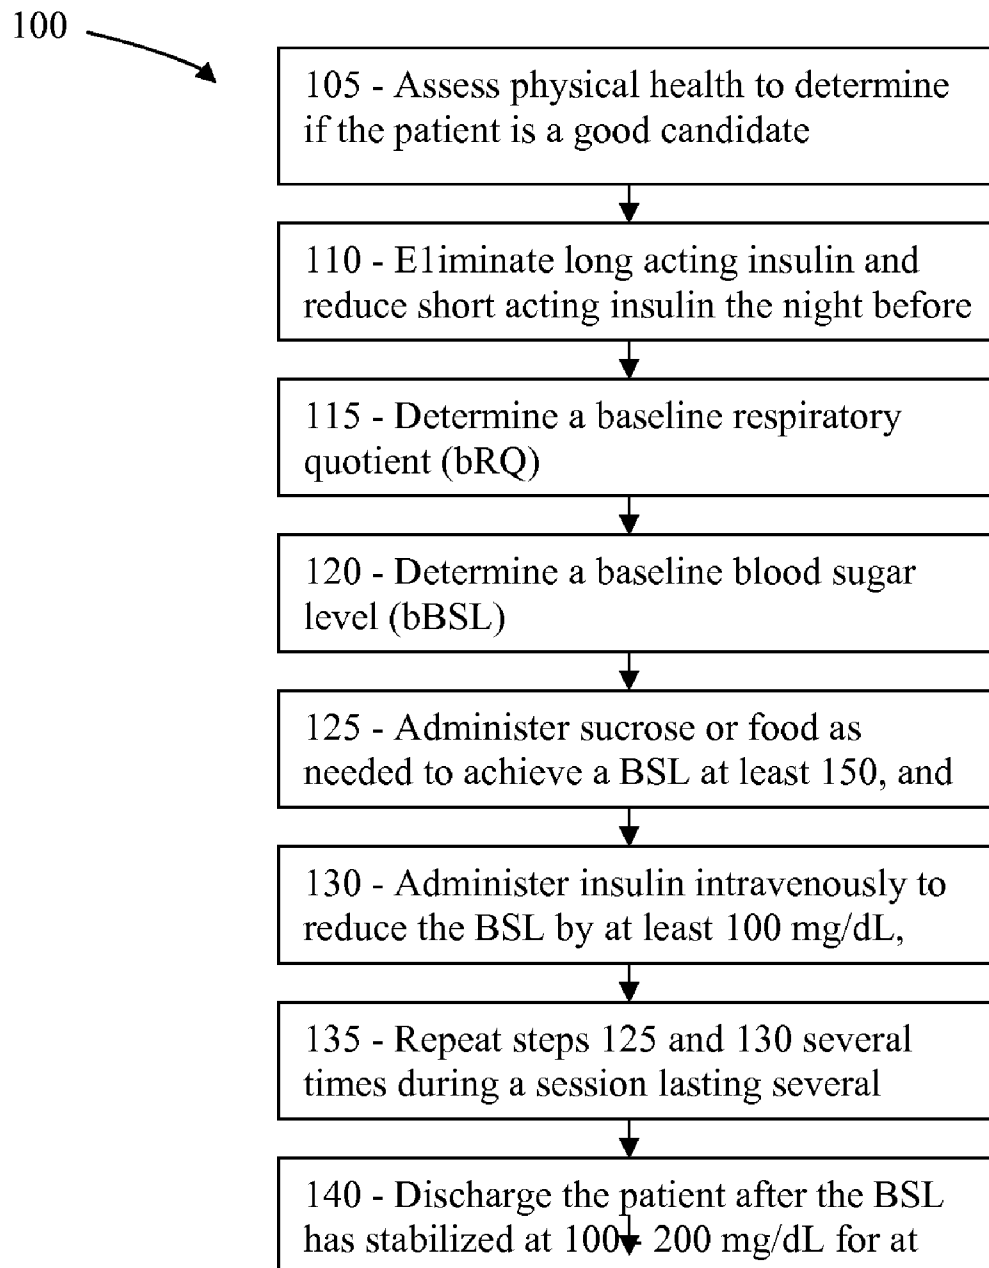 100
105 - Assess physical health to determine
if the patient is a good candidate
110 - E1iminate long acting insulin and
reduce short acting insulin the night before
115 - Determine a baseline respiratory
quotient (bRQ)
120 - Determine a baseline blood sugar
level (bBSL)
125 - Administer sucrose or food as
needed to achieve a BSL at least 150, and
130 - Administer insulin intravenously to
reduce the BSL by at least 100 mg/dL,
135 - Repeat steps 125 and 130 several
times during a session lasting several
140 - Discharge the patient after the BSL
has stabilized at 100 - 200 mg/dL for at